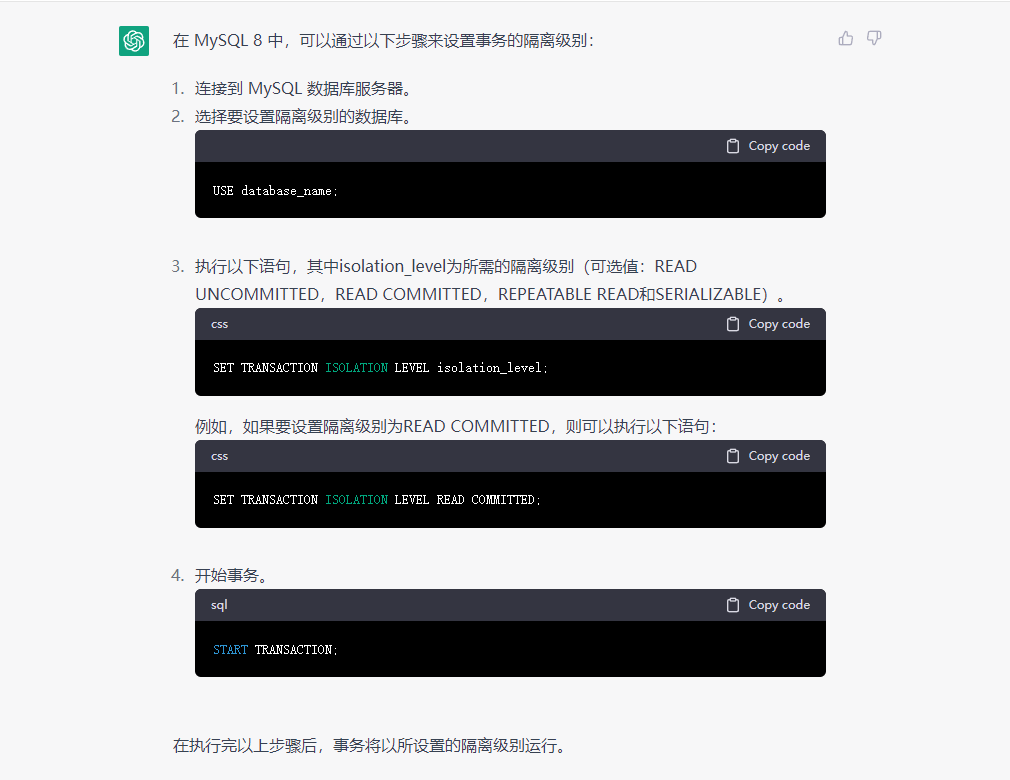 在 MySQL 8 中，可以通过以下步骤来设置事务的隔离级别：
1. 连接到 MySQL 数据库服务器。
2. 选择要设置隔离级别的数据库。
Copy code
USE database_name;
3. 执行以下语句，其中isolation_level为所需的隔离级别（可选值：READ
UNCOMMITTED，READ COMMITTED，REPEATABLE READ和SERIALIZABLE）。
css Copy code
SET TRANSACTION ISOLATION LEVEL isolation_level;
例如，如果要设置隔离级别为READ COMMITTED，则可以执行以下语句：
css Copy code
SET TRANSACTION ISOLATION LEVEL READ COMMITTED;
4. 开始事务。
sql Copy code
START TRANSACTION;
在执行完以上步骤后，事务将以所设置的隔离级别运行。